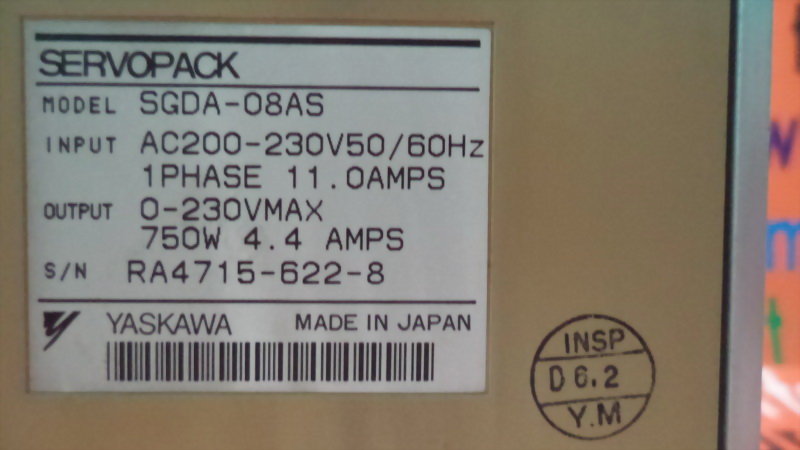 SERVOPACK
MODEL SGDA-08AS
INPUT AC200-230V50/60Hz
1PHASE 11.0AMPS
OUTPUT 0-230VMAX
750W 4.4 AMPS
S/N RA4715-622-8
YASKAWA MADE IN JAPAN
INSP
D 6.2
Y.M